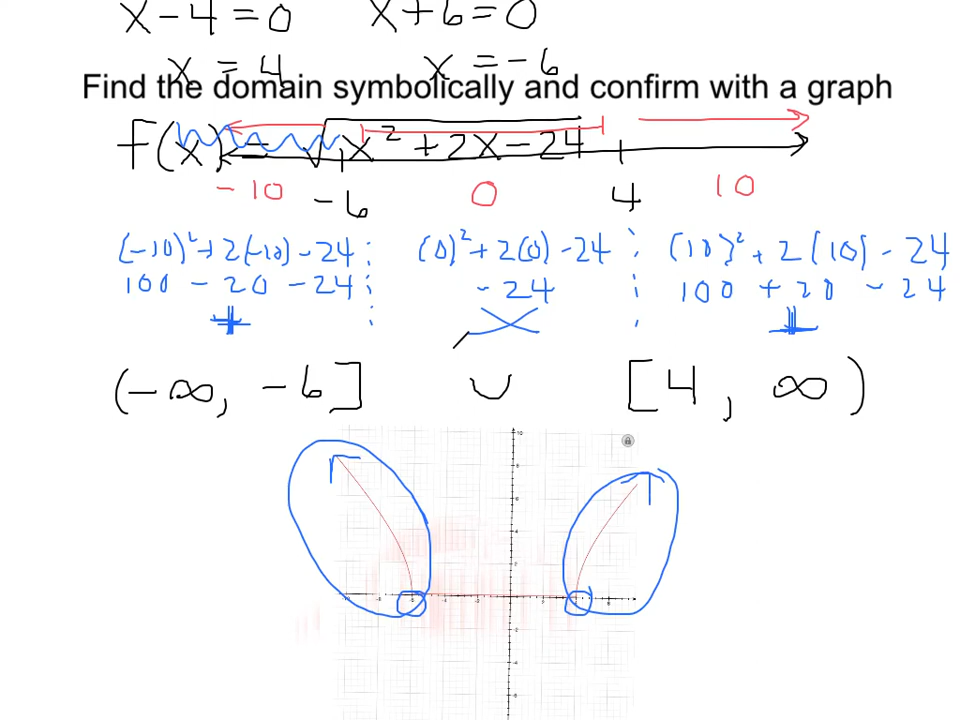 x - 4 = 0 x + 6 = 0
x = 4 x = -6
Find the domain symbolically and confirm with a graph
F(x) = √x² + 2x - 24
-10 -6 0 4 10
(-10)² + 2(-10) - 24 (0)² + 2(0) - 24 (10)² + 2(10) - 24
100 - 20 - 24 -24 100 + 20 - 24
+ +
(-∞, -6] ∪ [4, ∞)